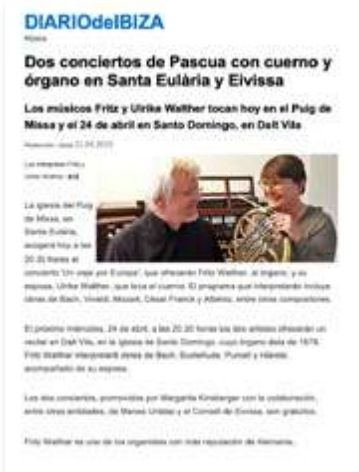 DIARIOdeIBIZA
Música
Dos conciertos de Pascua con cuerno y
órgano en Santa Eulària y Eivissa
Los músicos Fritz y Ulrike Walther tocan hoy en el Puig de
Missa y el 24 de abril en Santo Domingo, en Dalt Vila
La iglesia del Puig
de Missa, en
Santa Eulària,
acogerá hoy a las
20.30 horas el
concierto 'Un viaje por Europa', que ofrecerán Fritz Walther, al órgano, y su
esposa, Ulrike Walther, que toca el cuerno. El programa que interpretarán incluye
obras de Bach, Vivaldi, Mozart, César Franck y Albéniz, entre otros compositores.
El próximo miércoles, 24 de abril, a las 20.30 horas los dos artistas ofrecerán un
recital en Dalt Vila, en la iglesia de Santo Domingo, cuyo órgano data de
Fritz Walther interpretará obras de Bach, Buxtehude, Purcell y
acompañado de su esposa.
Los dos conciertos, promovidos por Margarita Kinsberger con la colaboración,
entre otras entidades, de Manos Unidas y el Consell de Eivissa, son gratuitos.
Fritz Walther es uno de los organistas con más reputación de Alemania.